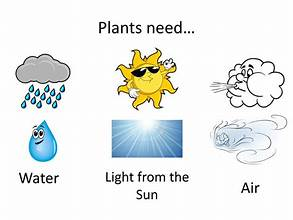 Plants need...
Water
Light from the
Sun
Air